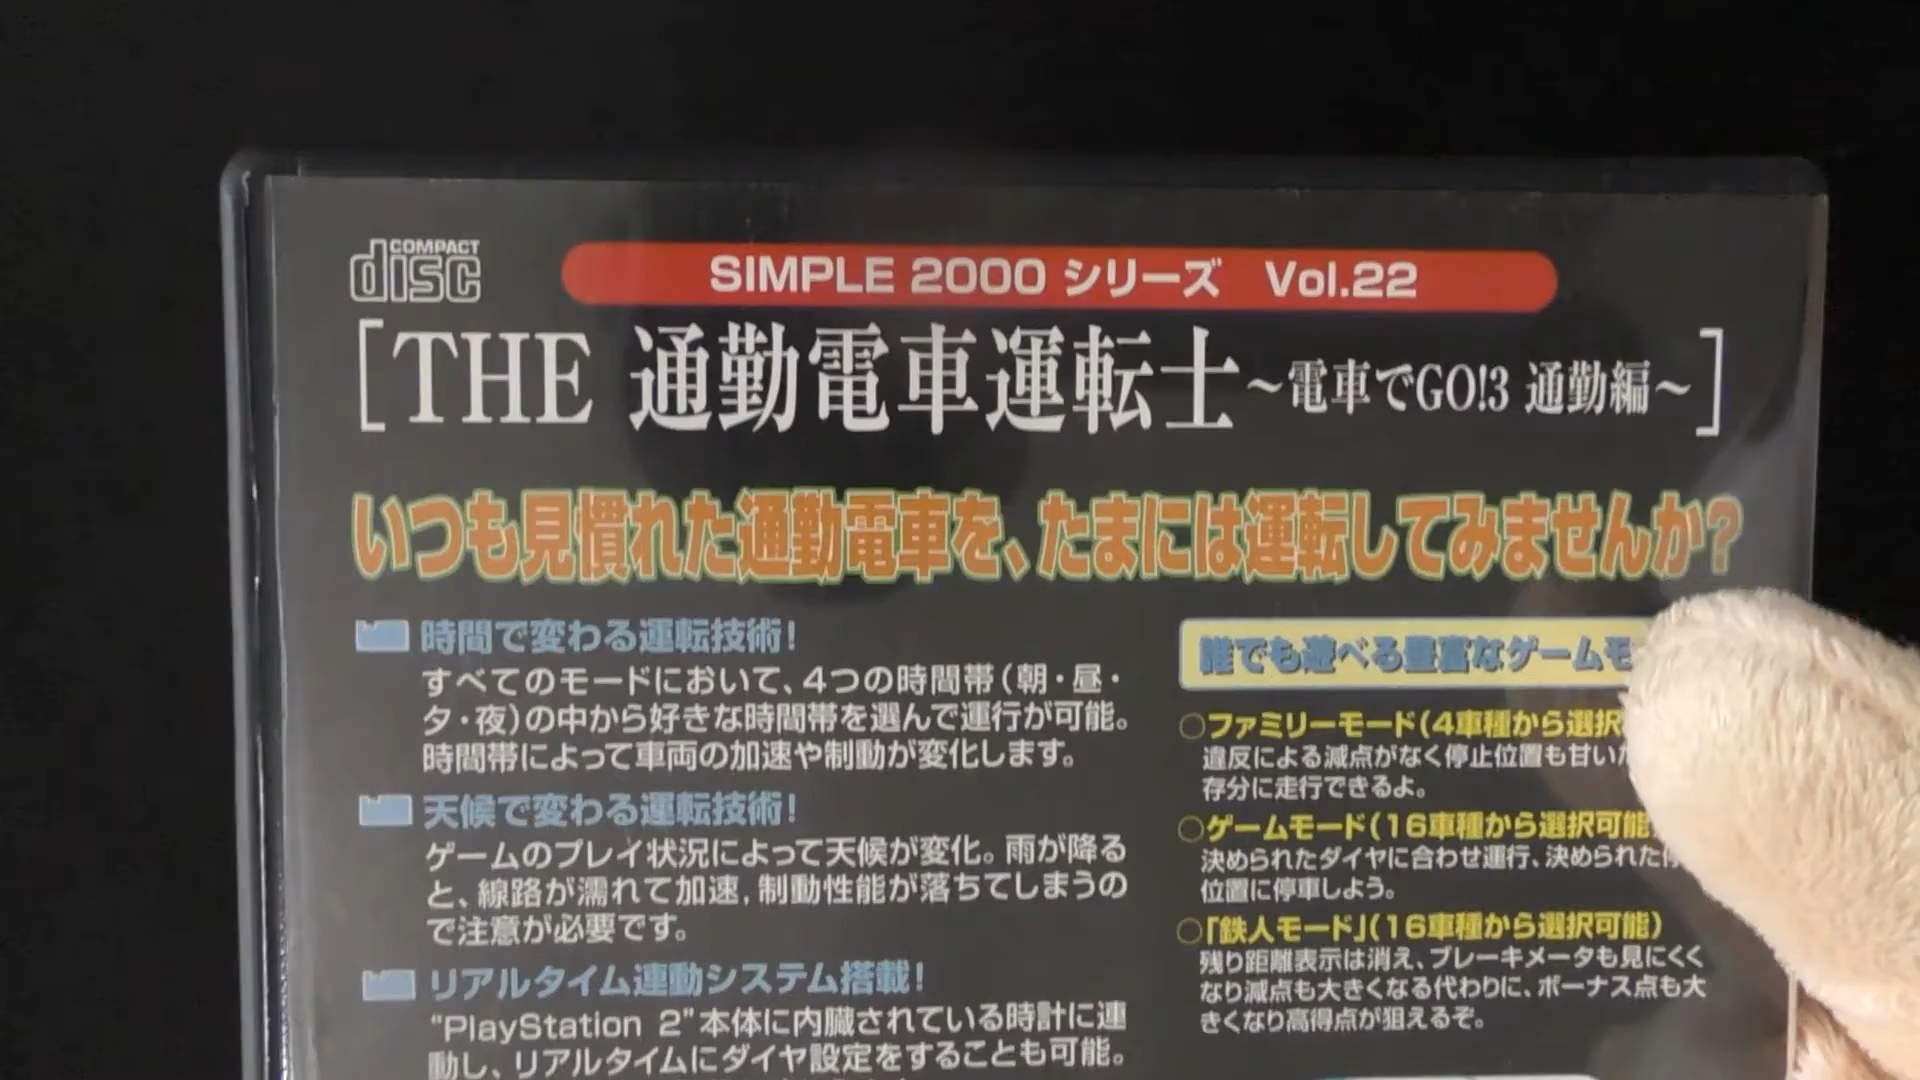 COMPACT
disc
SIMPLE 2000 シリーズ Vol.22
[THE 通勤電車運転士～電車でGO!3 通勤編～]
いつも見慣れた通勤電車を、たまには運転してみませんか?
時間で変わる運転技術!
すべてのモードにおいて、4つの時間帯(朝・昼・
夕・夜)の中から好きな時間帯を選んで運行が可能。
時間帯によって車両の加速や制動が変化します。
天候で変わる運転技術!
ゲームのプレイ状況によって天候が変化。雨が降る
と、線路が濡れて加速,制動性能が落ちてしまうの
で注意が必要です。
リアルタイム連動システム搭載!
“PlayStation 2”本体に内臓されている時計に連
動し、リアルタイムにダイヤ設定をすることも可能。
誰でも遊べる豊富なゲームモ
○ファミリーモード(4車種から選択
違反による減点がなく停止位置も甘い
存分に走行できるよ。
○ゲームモード(16車種から選択可能
決められたダイヤに合わせ運行、決められた
位置に停車しよう。
○「鉄人モード」(16車種から選択可能)
残り距離表示は消え、ブレーキメータも見にくく
なり減点も大きくなる代わりに、ボーナス点も大
きくなり高得点が狙えるぞ。